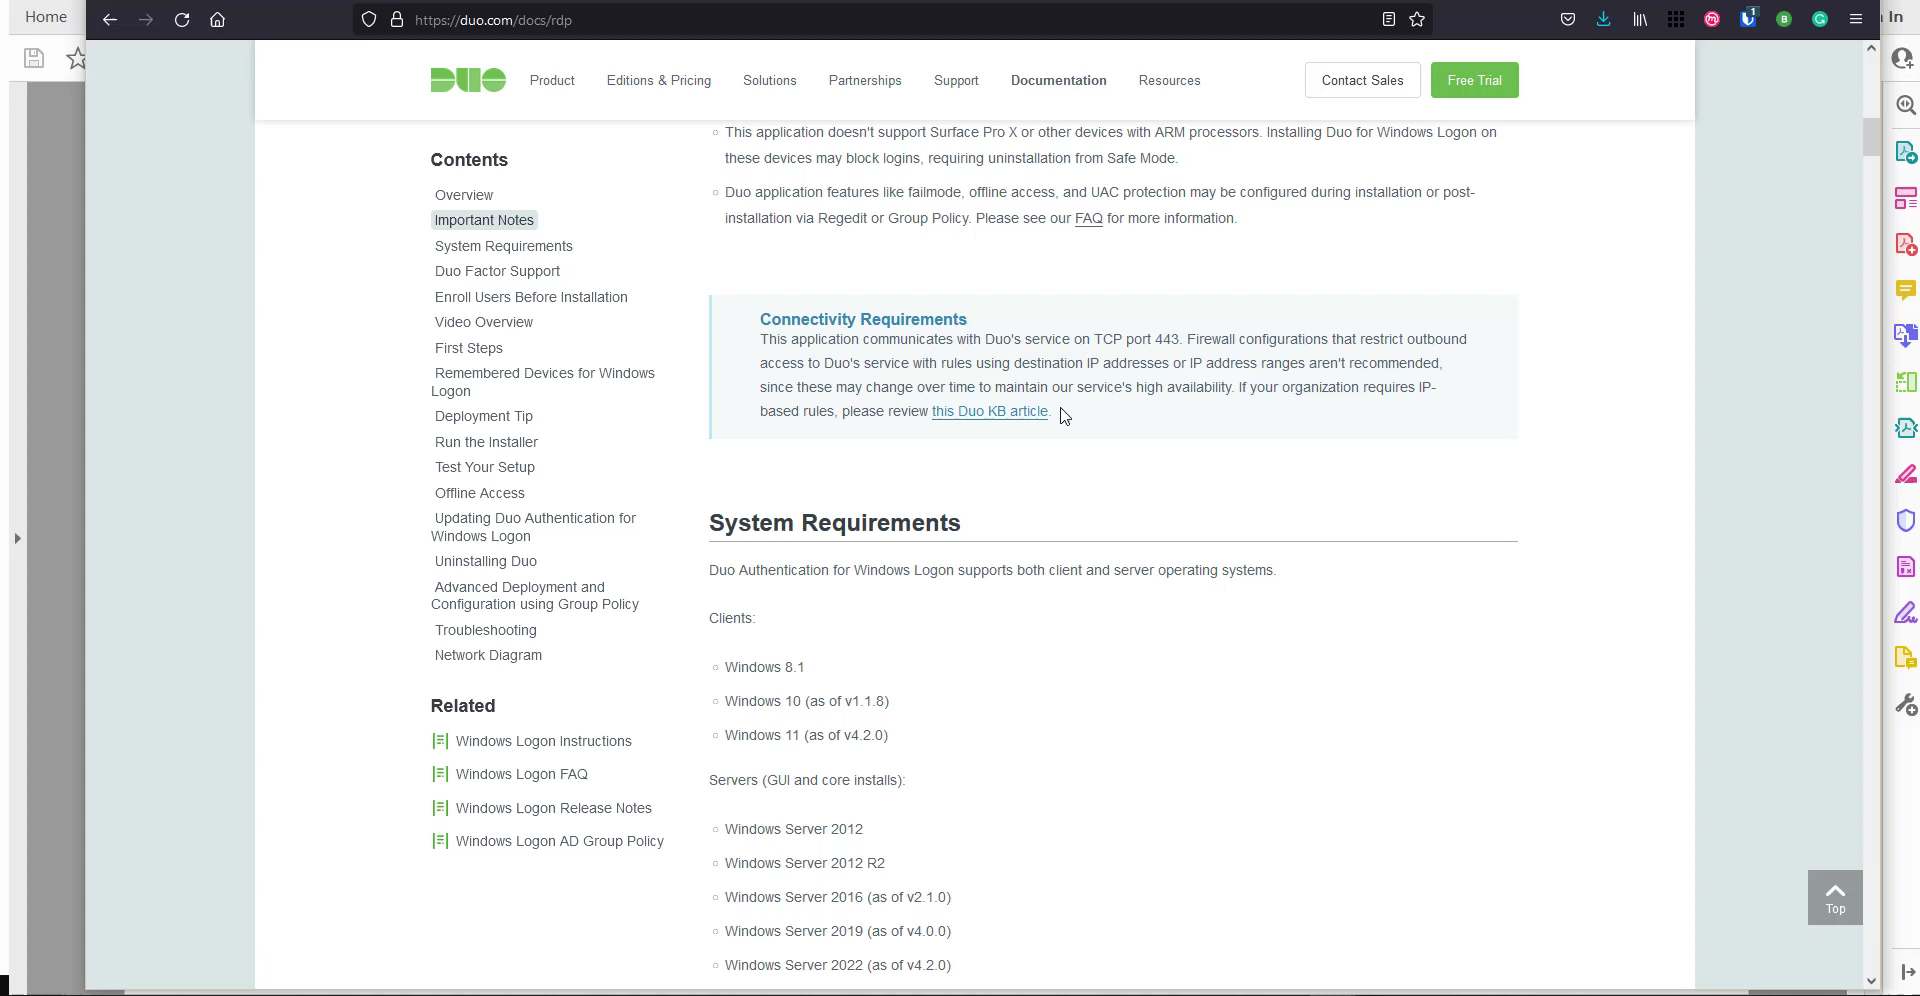 Home
https://duo.com/docs/rdp
1
B
In
DUO
Product
Editions & Pricing
Solutions
Partnerships
Support
Documentation
Resources
Contact Sales
Free Trial
Contents
Overview
Important Notes
System Requirements
Duo Factor Support
Enroll Users Before Installation
Video Overview
First Steps
Remembered Devices for Windows
Logon
Deployment Tip
Run the Installer
Test Your Setup
Offline Access
Updating Duo Authentication for
Windows Logon
Uninstalling Duo
Advanced Deployment and
Configuration using Group Policy
Troubleshooting
Network Diagram
Related
Windows Logon Instructions
Windows Logon FAQ
Windows Logon Release Notes
Windows Logon AD Group Policy
This application doesn't support Surface Pro X or other devices with ARM processors. Installing Duo for Windows Logon on
these devices may block logins, requiring uninstallation from Safe Mode.
Duo application features like failmode, offline access, and UAC protection may be configured during installation or post-
installation via Regedit or Group Policy. Please see our FAQ for more information.
Connectivity Requirements
This application communicates with Duo's service on TCP port 443. Firewall configurations that restrict outbound
access to Duo's service with rules using destination IP addresses or IP address ranges aren't recommended,
since these may change over time to maintain our service's high availability. If your organization requires IP-
based rules, please review this Duo KB article.
System Requirements
Duo Authentication for Windows Logon supports both client and server operating systems.
Clients:
Windows 8.1
Windows 10 (as of v1.1.8)
Windows 11 (as of v4.2.0)
Servers (GUI and core installs):
Windows Server 2012
Windows Server 2012 R2
Windows Server 2016 (as of v2.1.0)
Windows Server 2019 (as of v4.0.0)
Windows Server 2022 (as of v4.2.0)
Top